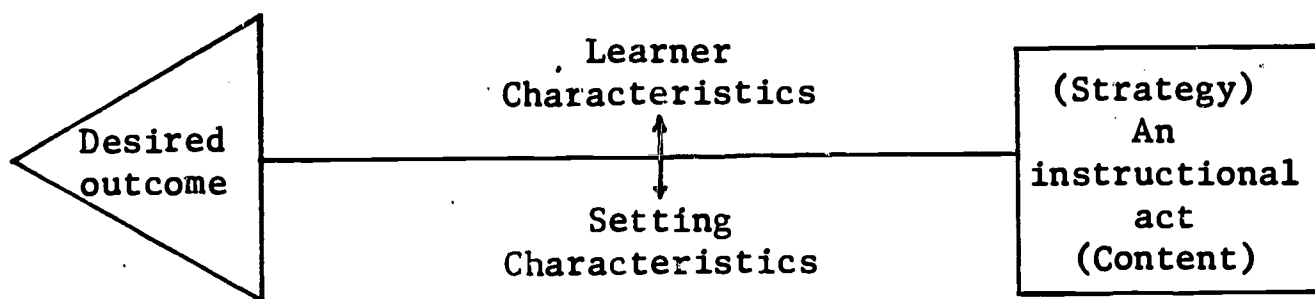 Desired
outcome
Learner
Characteristics
Setting
Characteristics
(Strategy)
An
instructional
act
(Content)